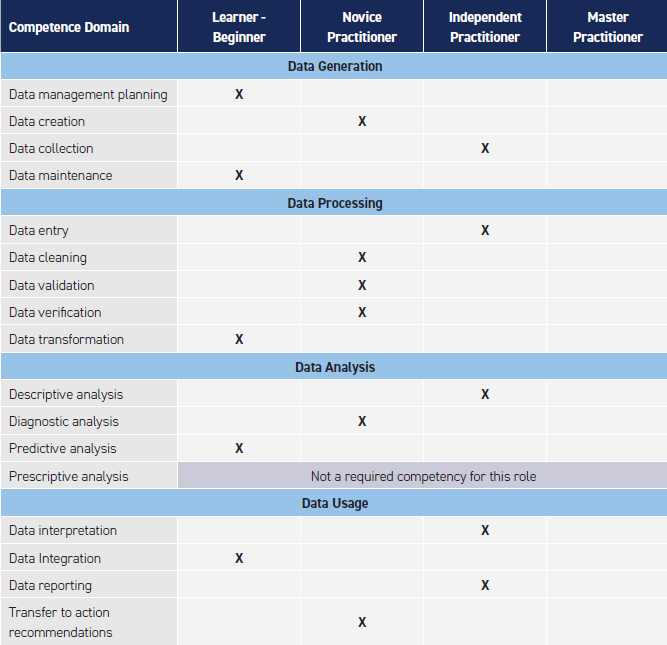 Competence Domain
Learner -
Beginner
Novice
Practitioner
Independent
Practitioner
Master
Practitioner
Data Generation
Data management planning X
Data creation X
Data collection X
Data maintenance X
Data Processing
Data entry X
Data cleaning X
Data validation X
Data verification X
Data transformation X
Data Analysis
Descriptive analysis X
Diagnostic analysis X
Predictive analysis X
Prescriptive analysis Not a required competency for this role
Data Usage
Data interpretation X
Data Integration X
Data reporting X
Transfer to action
recommendations X